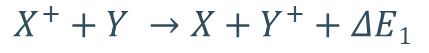 X⁺ + Y → X + Y⁺ + ΔE₁